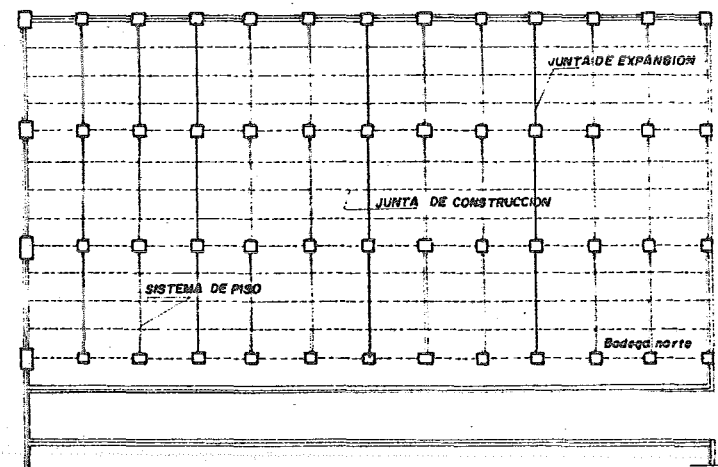 JUNTA DE EXPANSION
JUNTA DE CONSTRUCCION
SISTEMA DE PISO
Bodega norte